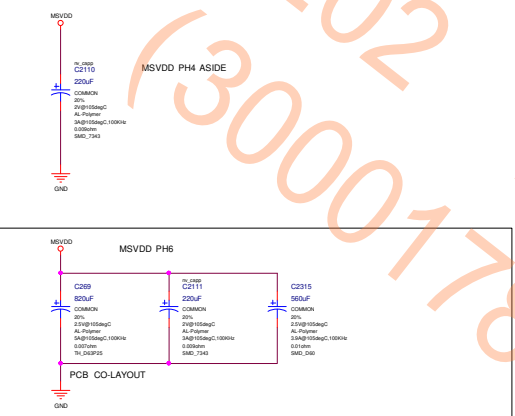 MSVDD
nv_capp
C2110
220uF
COMMON
20%
2V@105degC
AL-Polymer
3A@105degC,100KHz
0.009ohm
SMD_7343
MSVDD PH4 ASIDE
GND
MSVDD
MSVDD PH6
C269
820uF
COMMON
20%
2.5V@105degC
AL-Polymer
5A@105degC,100KHz
0.007ohm
TH_D63P25
nv_capp
C2111
220uF
COMMON
20%
2V@105degC
AL-Polymer
3A@105degC,100KHz
0.009ohm
SMD_7343
C2315
560uF
COMMON
20%
2.5V@105degC
AL-Polymer
3.9A@105degC,100KHz
0.01ohm
SMD_D60
PCB CO-LAYOUT
GND